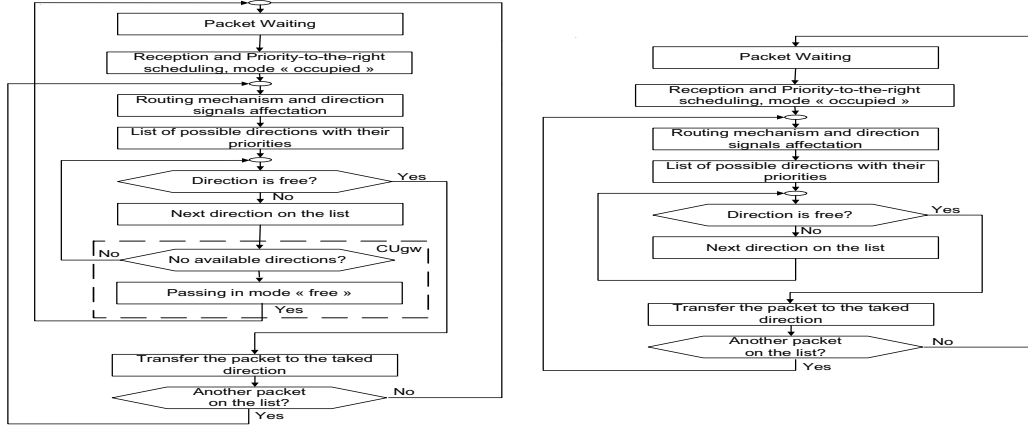 Packet Waiting
Reception and Priority-to-the-right
scheduling, mode « occupied »
Routing mechanism and direction
signals affectation
List of possible directions with their
priorities
Direction is free?
Yes
No
Next direction on the list
CUgw
No
No available directions?
Passing in mode « free »
Yes
Transfer the packet to the taked
direction
Another packet
on the list?
No
Yes
Packet Waiting
Reception and Priority-to-the-right
scheduling, mode « occupied »
Routing mechanism and direction
signals affectation
List of possible directions with their
priorities
Direction is free?
Yes
No
Next direction on the list
Transfer the packet to the taked
direction
Another packet
on the list?
No
Yes